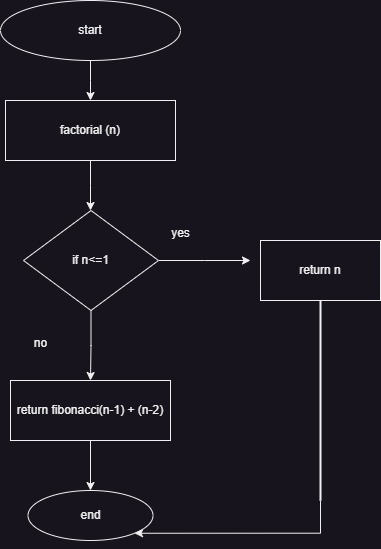 start
factorial (n)
if n<=1
yes
return n
no
return fibonacci(n-1) + (n-2)
end